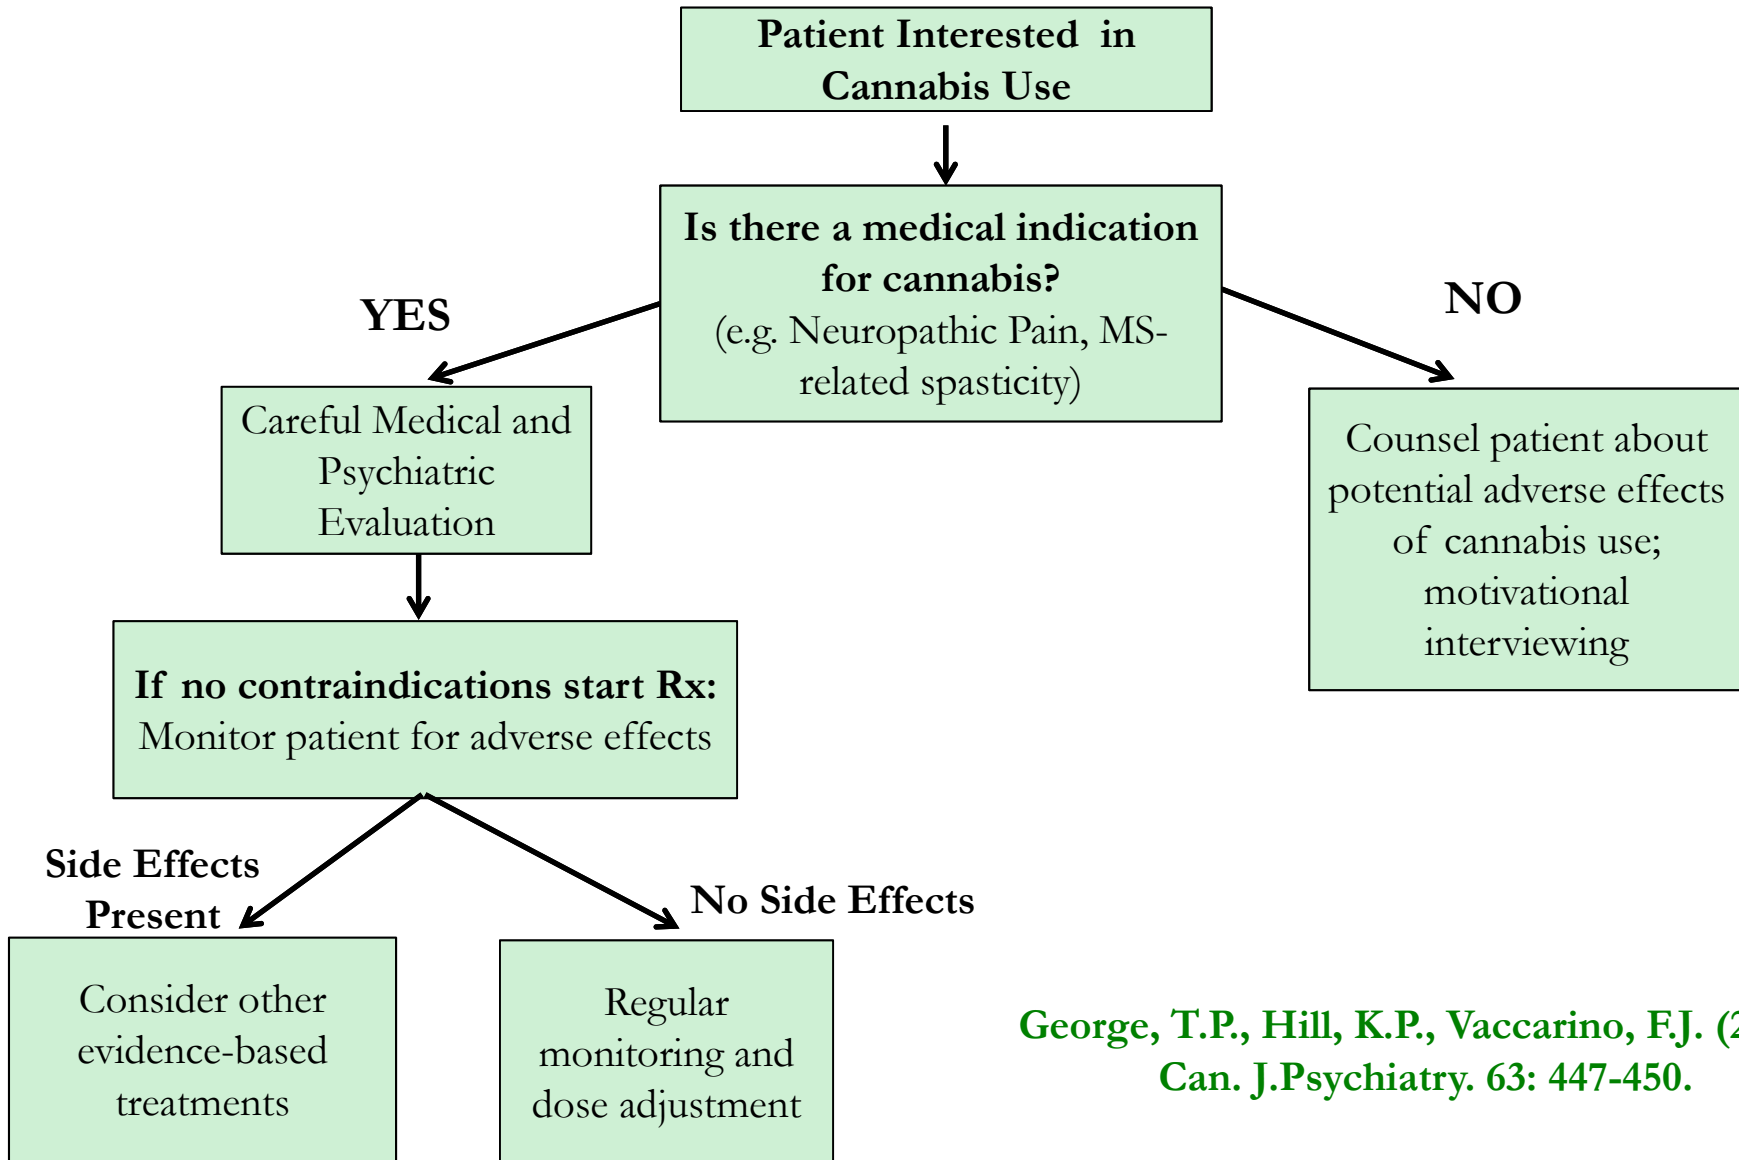 Patient Interested in
Cannabis Use
Is there a medical indication
for cannabis?
(e.g. Neuropathic Pain, MS-
related spasticity)
YES
NO
Careful Medical and
Psychiatric
Evaluation
Counsel patient about
potential adverse effects
of cannabis use;
motivational
interviewing
If no contraindications start Rx:
Monitor patient for adverse effects
Side Effects
Present
No Side Effects
Consider other
evidence-based
treatments
Regular
monitoring and
dose adjustment
George, T.P., Hill, K.P., Vaccarino, F.J.
Can. J.Psychiatry. 63: 447-450.